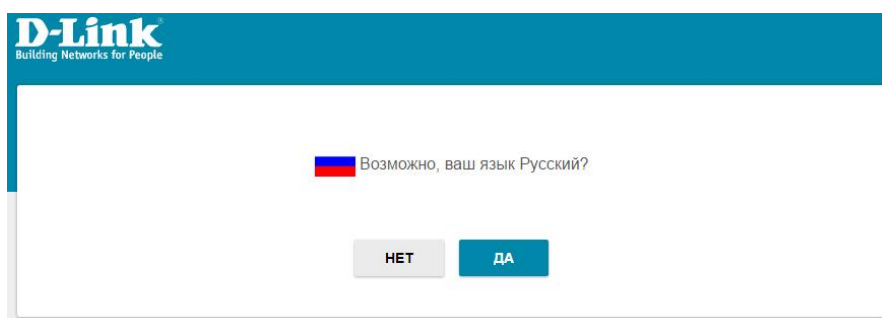 D-Link
Building Networks for People
Возможно, ваш язык Русский?
НЕТ
ДА